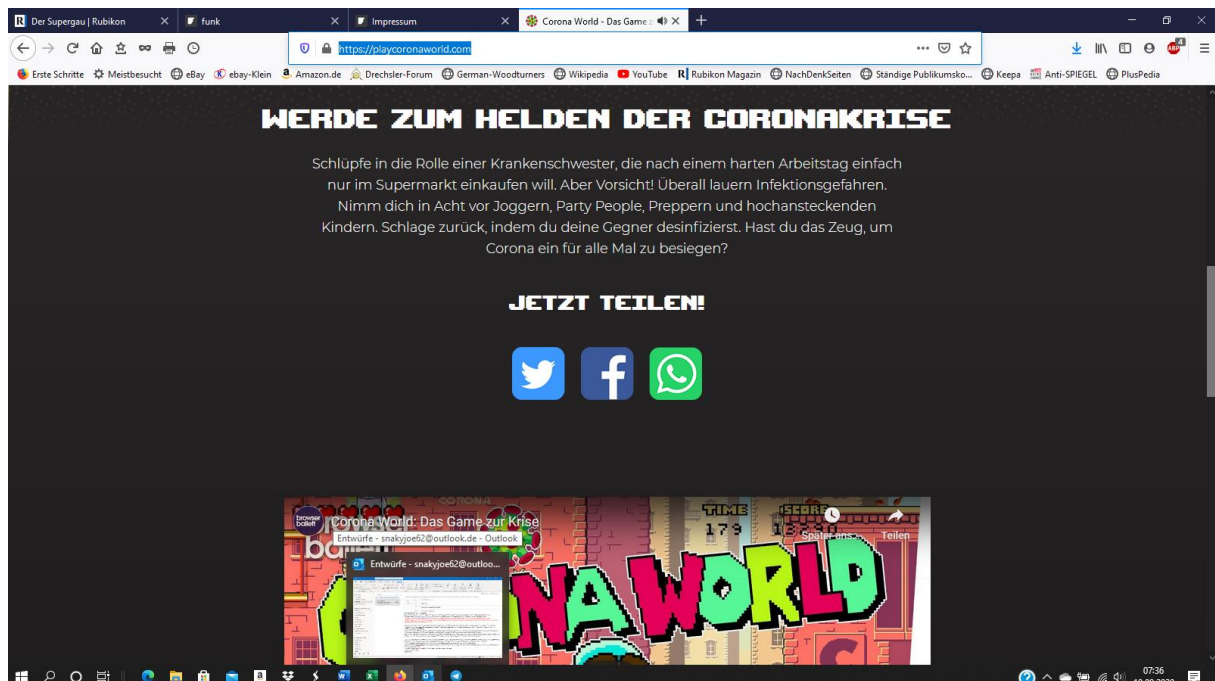 Der Supergau | Rubikon
funk
Impressum
Corona World - Das Game z
https://playcoronaworld.com
ABP
4
Erste Schritte Meistbesucht eBay ebay-Klein Amazon.de Drechsler-Forum German-Woodturners Wikipedia YouTube Rubikon Magazin NachDenkSeiten Ständige Publikumsko... Keepa Anti-SPIEGEL PlusPedia
WERDE ZUM HELDEN DER CORONAKRISE
Schlüpfe in die Rolle einer Krankenschwester, die nach einem harten Arbeitstag einfach
nur im Supermarkt einkaufen will. Aber Vorsicht! Überall lauern Infektionsgefahren.
Nimm dich in Acht vor Joggern, Party People, Preppern und hochansteckenden
Kindern. Schlage zurück, indem du deine Gegner desinfizierst. Hast du das Zeug, um
Corona ein für alle Mal zu besiegen?
JETZT TEILEN!
browser ballett
Corona World: Das Game zur Krise
TIME
179
SCORE
Später ans...
Teilen
Entwürfe - snakyjoe62@outlook.de - Outlook
Entwürfe - snakyjoe62@outloo...
CORONA WORLD
07:36